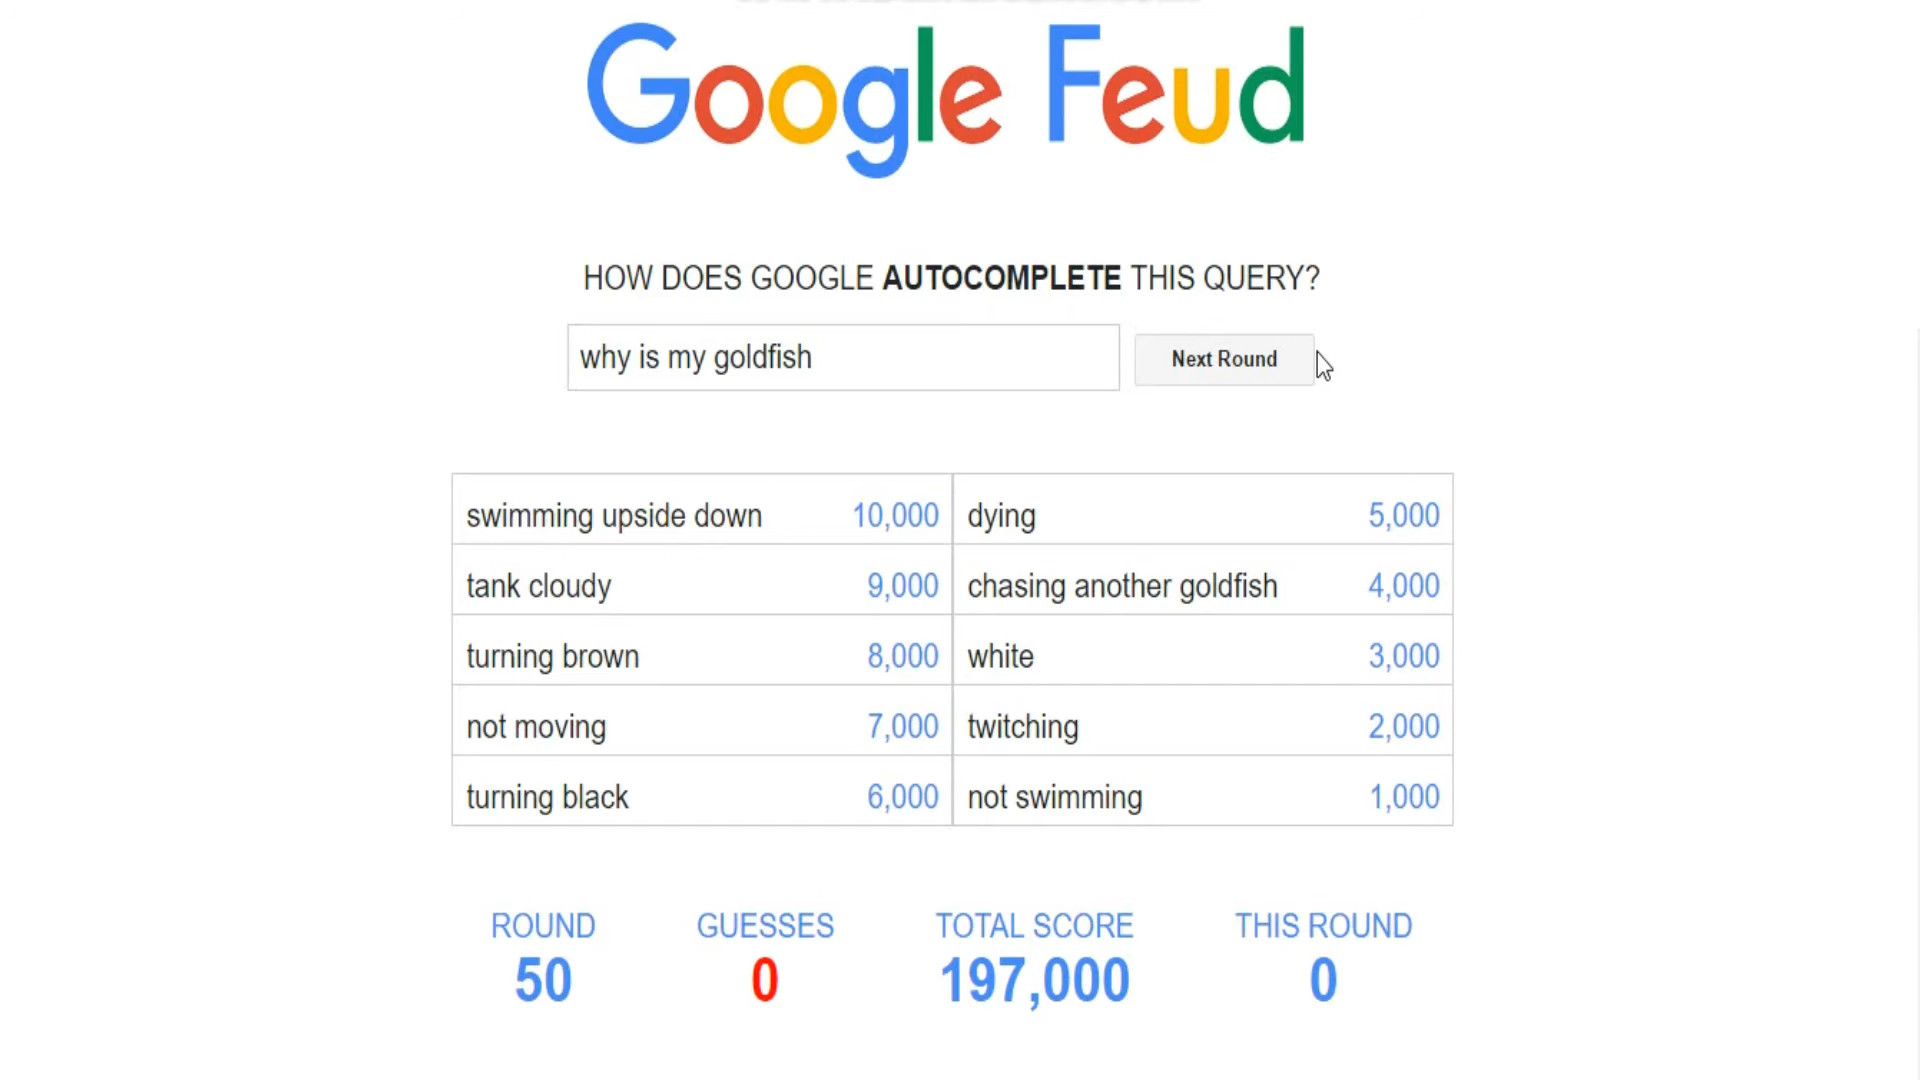 Google Feud
HOW DOES GOOGLE AUTOCOMPLETE THIS QUERY?
why is my goldfish
Next Round
swimming upside down 10,000
tank cloudy 9,000
turning brown 8,000
not moving 7,000
turning black 6,000
dying 5,000
chasing another goldfish 4,000
white 3,000
twitching 2,000
not swimming 1,000
ROUND GUESSES TOTAL SCORE THIS ROUND
50 0 197,000 0